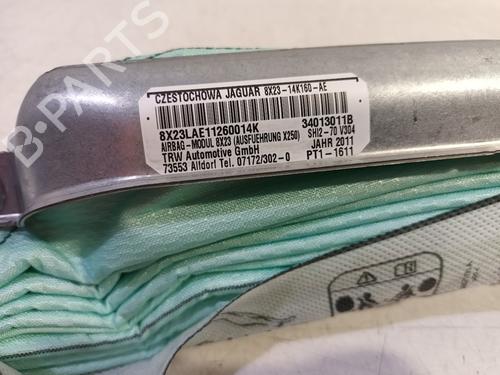 B-PARTS
CZESTOCHOWA JAGUAR 8X23-14K160-AE
8X23LAE11260014K 34013011B
AIRBAG-MODUL 8X23 (AUSFUEHRUNG X250) SHI2-70 V304
TRW Automotive GmbH JAHR 2011
73553 Alldorf Tel. 07172/302-0 PT1-1611